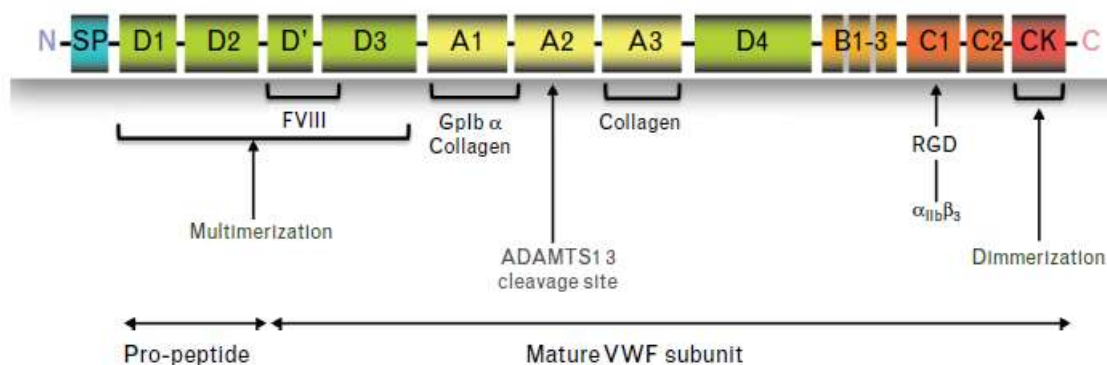 N SP D1 D2 D' D3 A1 A2 A3 D4 B1-3 C1 C2 CK C
FVIII
GpIb α
Collagen
Collagen
RGD
αIIbβ3
Multimerization
ADAMTS13
cleavage site
Dimmerization
Pro-peptide
Mature VWF subunit